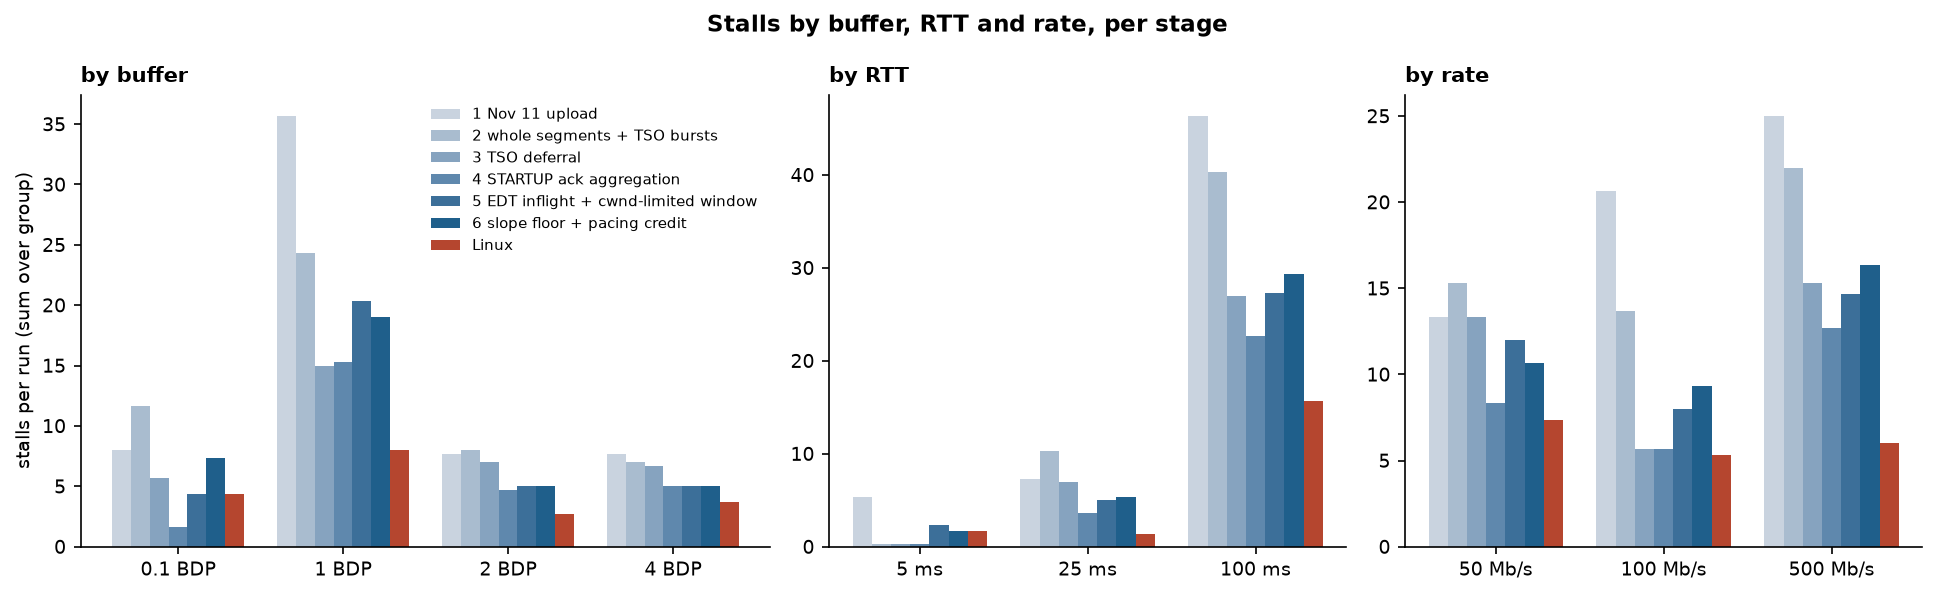 Stalls by buffer, RTT and rate, per stage
by buffer
stalls per run (sum over group)
35
30
25
20
15
10
5
0
0.1 BDP
1 BDP
2 BDP
4 BDP
1 Nov 11 upload
2 whole segments + TSO bursts
3 TSO deferral
4 STARTUP ack aggregation
5 EDT inflight + cwnd-limited window
6 slope floor + pacing credit
Linux
by RTT
40
30
20
10
0
5 ms
25 ms
100 ms
by rate
25
20
15
10
5
0
50 Mb/s
100 Mb/s
500 Mb/s